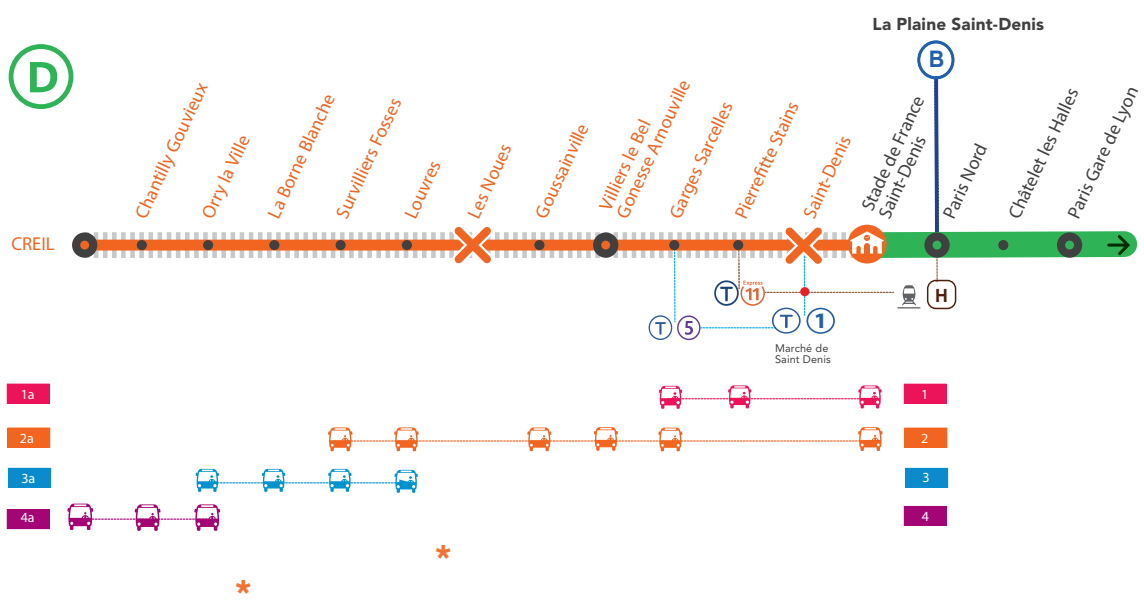 La Plaine Saint-Denis
B
D
CREIL
Chantilly Gouvieux
Orry la Ville
La Borne Blanche
Survilliers Fosses
Louvres
Les Noues
Goussainville
Villiers le Bel
Gonesse Arnouville
Garges Sarcelles
Pierrefitte Stains
Saint-Denis
Stade de France
Saint-Denis
Paris Nord
Châtelet les Halles
Paris Gare de Lyon
T Express 11
H
T 5
T 1
Marché de
Saint Denis
1a 1
2a 2
3a 3
4a 4
*
*